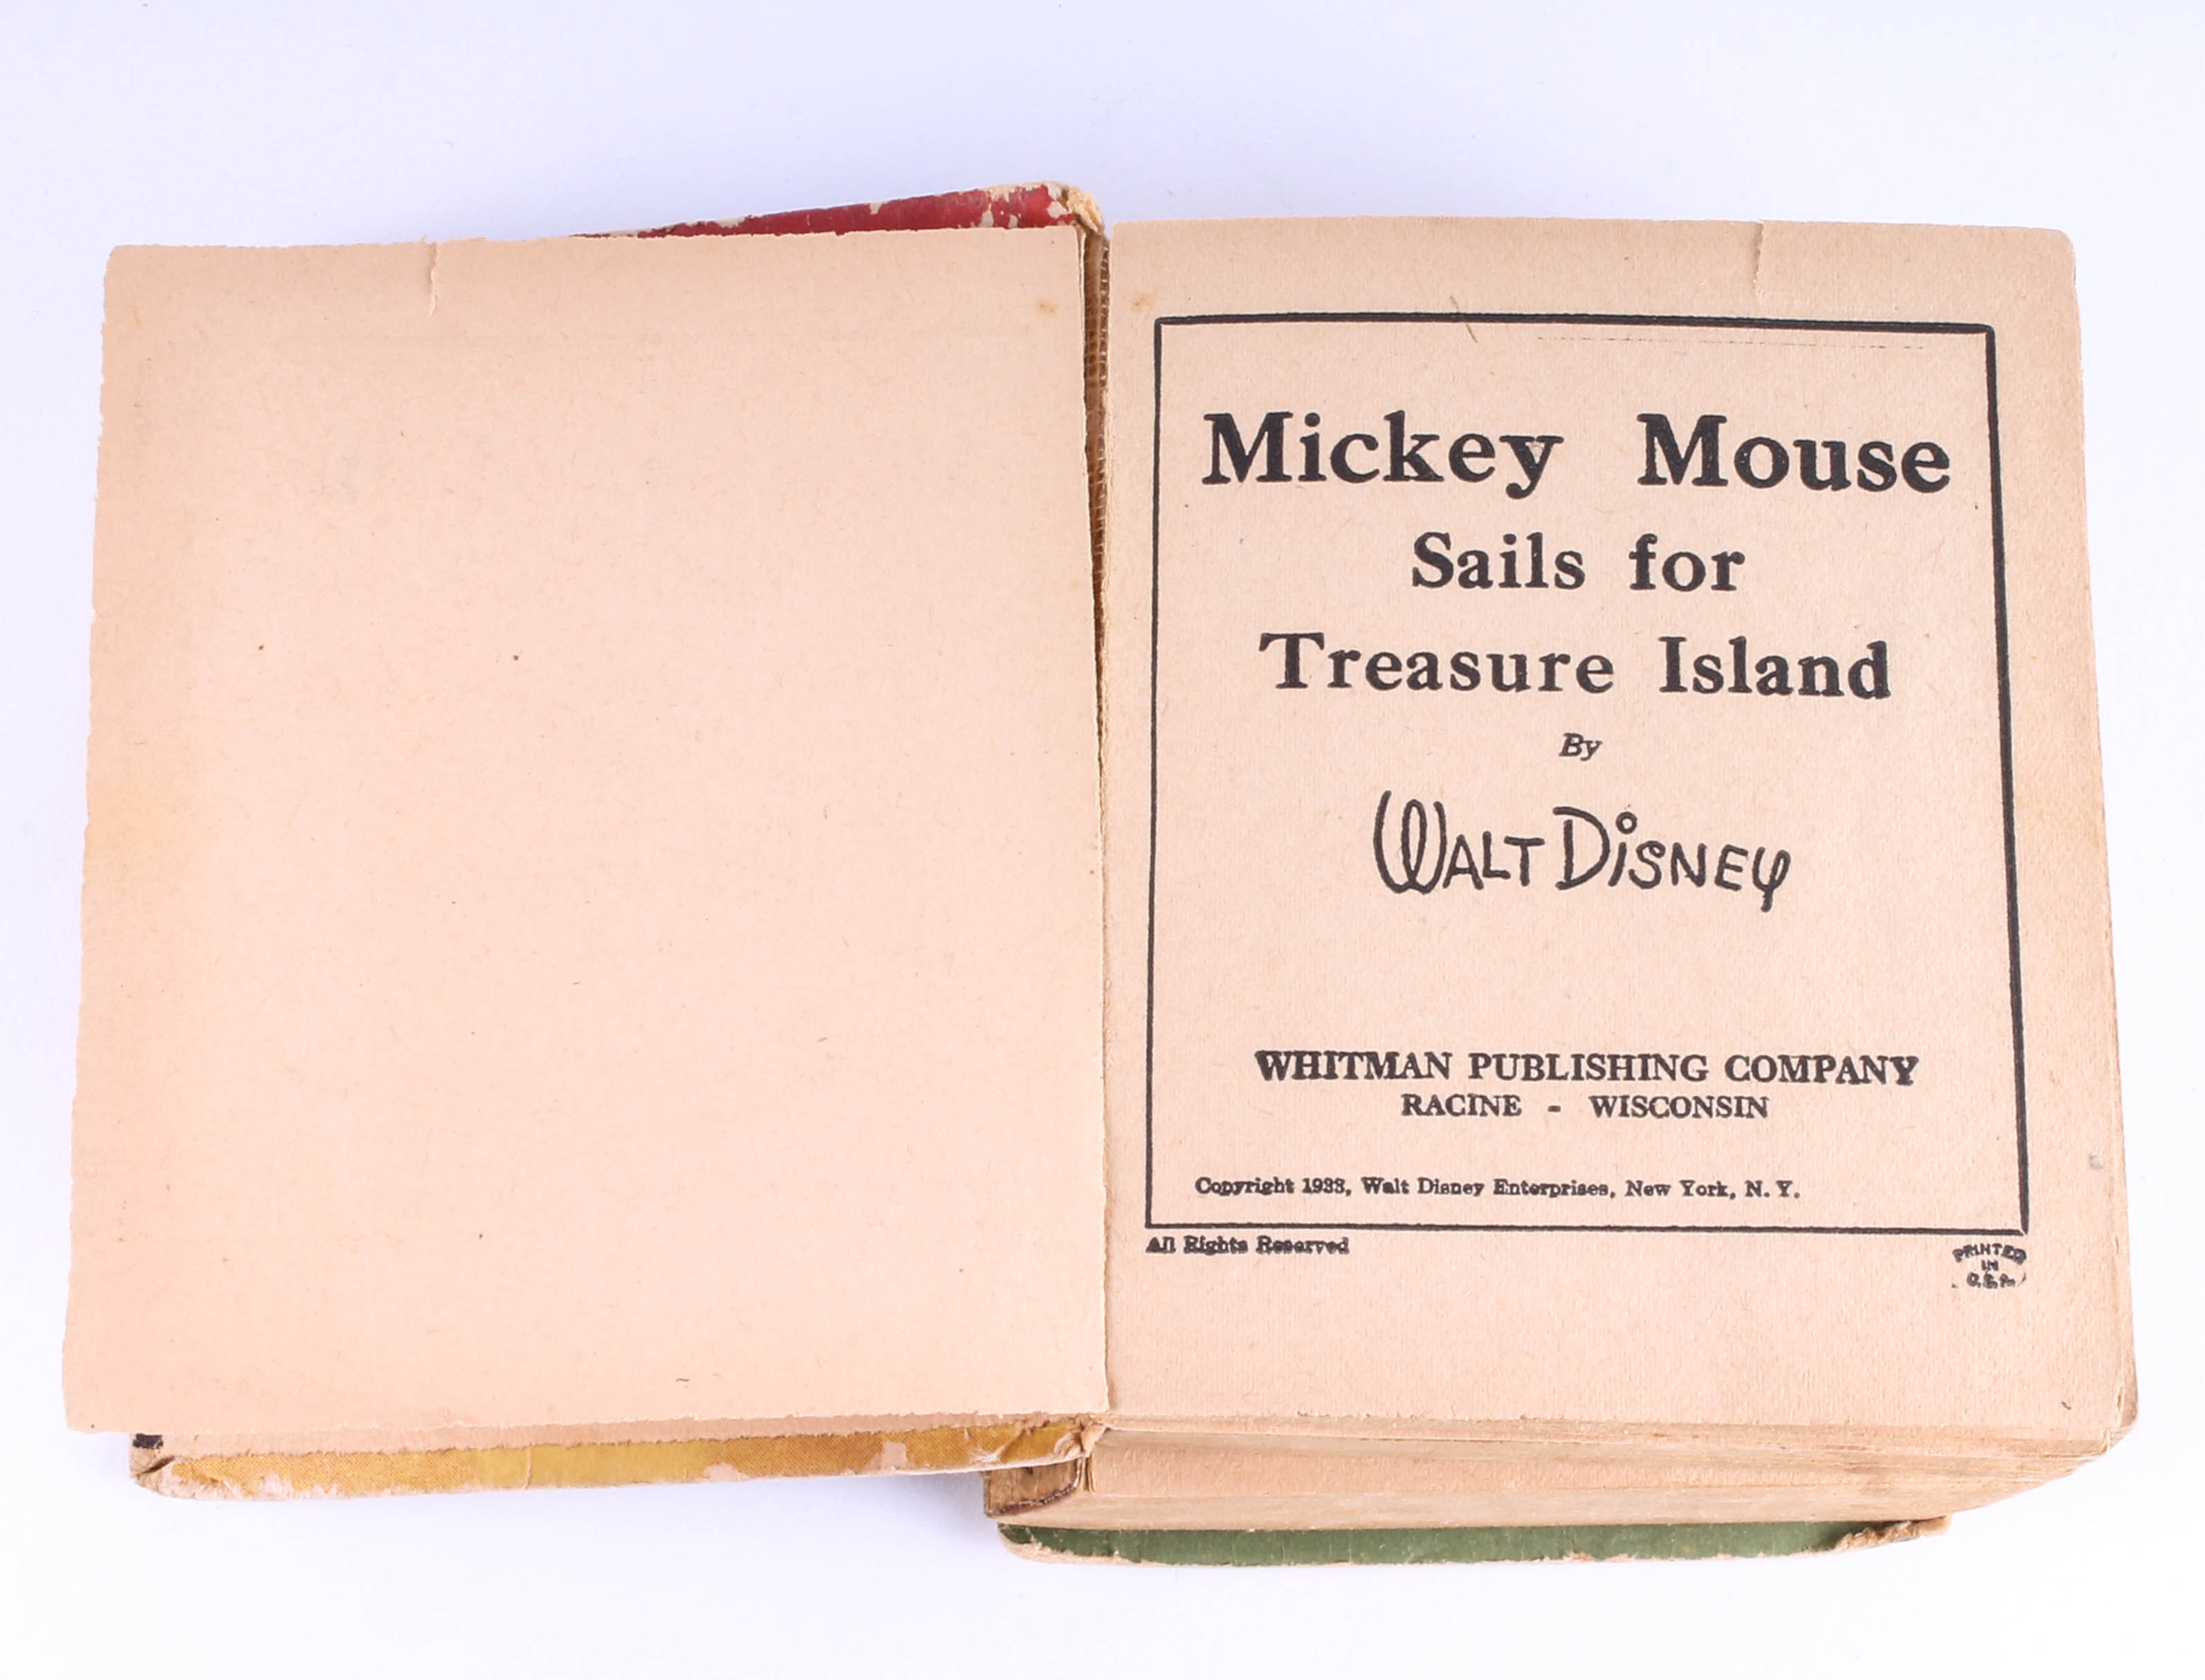 Mickey Mouse
Sails for
Treasure Island
By
WALT DISNEY
WHITMAN PUBLISHING COMPANY
RACINE - WISCONSIN
Copyright 1933, Walt Disney Enterprises, New York, N. Y.
All Rights Reserved
PRINTED
IN
U.S.A.